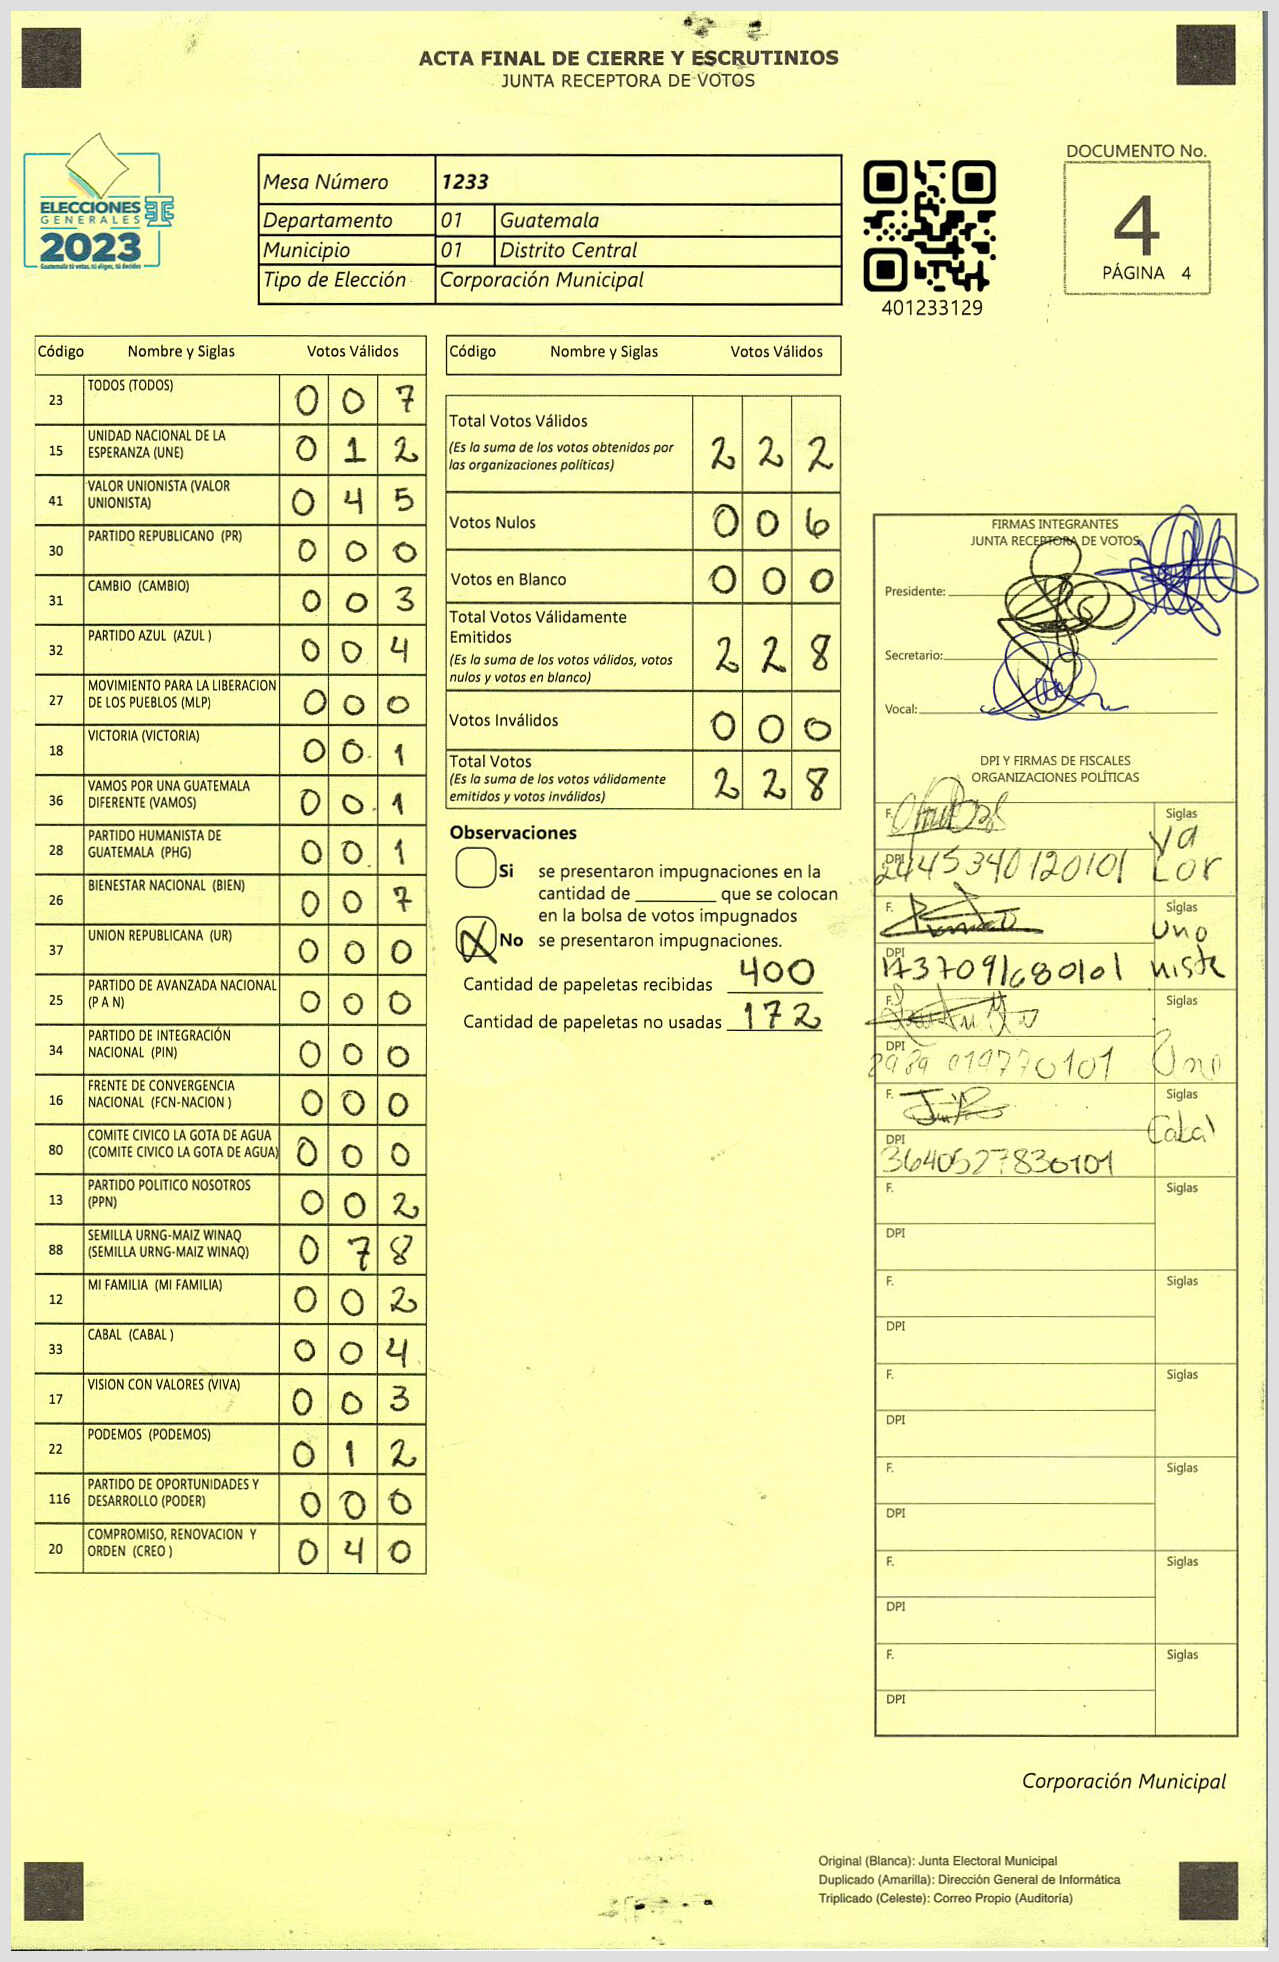 ACTA FINAL DE CIERRE Y ESCRUTINIOS
JUNTA RECEPTORA DE VOTOS
ELECCIONES
GENERALES
2023
Guatemala tú votas, tú eliges, tú decides
Mesa Número 1233
Departamento 01 Guatemala
Municipio 01 Distrito Central
Tipo de Elección Corporación Municipal
401233129
DOCUMENTO No.
4
PÁGINA 4
Código Nombre y Siglas Votos Válidos
23 TODOS (TODOS) 0 0 7
15 UNIDAD NACIONAL DE LA
ESPERANZA (UNE) 0 1 2
41 VALOR UNIONISTA (VALOR
UNIONISTA) 0 4 5
30 PARTIDO REPUBLICANO (PR) 0 0 0
31 CAMBIO (CAMBIO) 0 0 3
32 PARTIDO AZUL (AZUL ) 0 0 4
27 MOVIMIENTO PARA LA LIBERACION
DE LOS PUEBLOS (MLP) 0 0 0
18 VICTORIA (VICTORIA) 0 0 1
36 VAMOS POR UNA GUATEMALA
DIFERENTE (VAMOS) 0 0 1
28 PARTIDO HUMANISTA DE
GUATEMALA (PHG) 0 0 1
26 BIENESTAR NACIONAL (BIEN) 0 0 7
37 UNION REPUBLICANA (UR) 0 0 0
25 PARTIDO DE AVANZADA NACIONAL
(P A N) 0 0 0
34 PARTIDO DE INTEGRACIÓN
NACIONAL (PIN) 0 0 0
16 FRENTE DE CONVERGENCIA
NACIONAL (FCN-NACION ) 0 0 0
80 COMITE CIVICO LA GOTA DE AGUA
(COMITE CIVICO LA GOTA DE AGUA) 0 0 0
13 PARTIDO POLITICO NOSOTROS
(PPN) 0 0 2
88 SEMILLA URNG-MAIZ WINAQ
(SEMILLA URNG-MAIZ WINAQ) 0 7 8
12 MI FAMILIA (MI FAMILIA) 0 0 2
33 CABAL (CABAL ) 0 0 4
17 VISION CON VALORES (VIVA) 0 0 3
22 PODEMOS (PODEMOS) 0 1 2
116 PARTIDO DE OPORTUNIDADES Y
DESARROLLO (PODER) 0 0 0
20 COMPROMISO, RENOVACION Y
ORDEN (CREO ) 0 4 0
Código Nombre y Siglas Votos Válidos
Total Votos Válidos
(Es la suma de los votos obtenidos por
las organizaciones políticas) 2 2 2
Votos Nulos 0 0 6
Votos en Blanco 0 0 0
Total Votos Válidamente
Emitidos
(Es la suma de los votos válidos, votos
nulos y votos en blanco) 2 2 8
Votos Inválidos 0 0 0
Total Votos
(Es la suma de los votos válidamente
emitidos y votos inválidos) 2 2 8
Observaciones
Si se presentaron impugnaciones en la
cantidad de ________ que se colocan
en la bolsa de votos impugnados
X No se presentaron impugnaciones.
Cantidad de papeletas recibidas 400
Cantidad de papeletas no usadas 172
FIRMAS INTEGRANTES
JUNTA RECEPTORA DE VOTOS
Presidente:
Secretario:
Vocal:
DPI Y FIRMAS DE FISCALES
ORGANIZACIONES POLÍTICAS
F. Siglas
Va
DPI 2445340120101 Lor
F. Siglas
Uno
DPI 1737091680101 niste
F. Siglas
DPI 019770101 Une
F. Siglas
Cabal
DPI
3640527830101
F. Siglas
DPI
F. Siglas
DPI
F. Siglas
DPI
F. Siglas
DPI
F. Siglas
DPI
F. Siglas
DPI
Corporación Municipal
Original (Blanca): Junta Electoral Municipal
Duplicado (Amarilla): Dirección General de Informática
Triplicado (Celeste): Correo Propio (Auditoría)